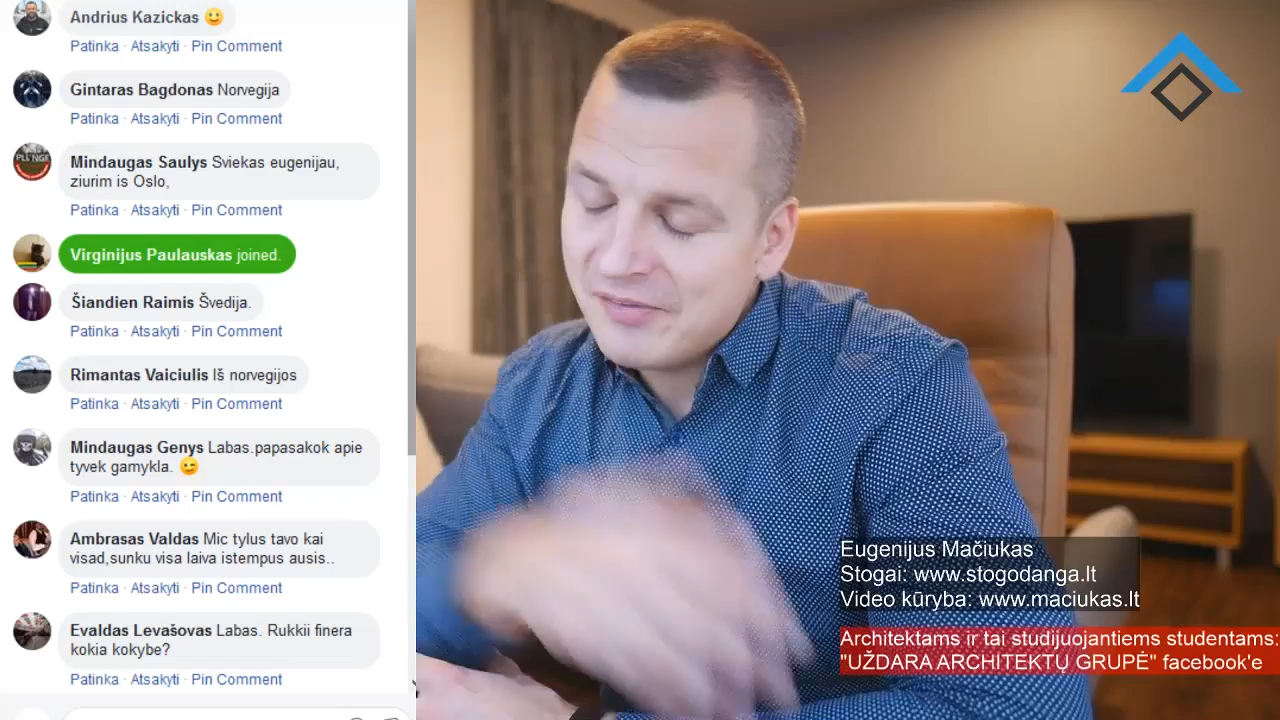 Andrius Kazickas
Patinka · Atsakyti · Pin Comment
Gintaras Bagdonas Norvegija
Patinka · Atsakyti · Pin Comment
Mindaugas Saulys Sviekas eugenijau,
ziurim is Oslo,
Patinka · Atsakyti · Pin Comment
Virginijus Paulauskas joined.
Šiandien Raimis Švedija.
Patinka · Atsakyti · Pin Comment
Rimantas Vaiciulis Iš norvegijos
Patinka · Atsakyti · Pin Comment
Mindaugas Genys Labas.papasakok apie
tyvek gamykla.
Patinka · Atsakyti · Pin Comment
Ambrasas Valdas Mic tylus tavo kai
visad,sunku visa laiva istempus ausis..
Patinka · Atsakyti · Pin Comment
Evaldas Levašovas Labas. Rukkii finera
kokia kokybe?
Patinka · Atsakyti · Pin Comment
Eugenijus Mačiukas
Stogai: www.stogodanga.lt
Video kūryba: www.maciukas.lt
Architektams ir tai studijuojantiems studentams:
"UŽDARA ARCHITEKTŲ GRUPĖ" facebook'e